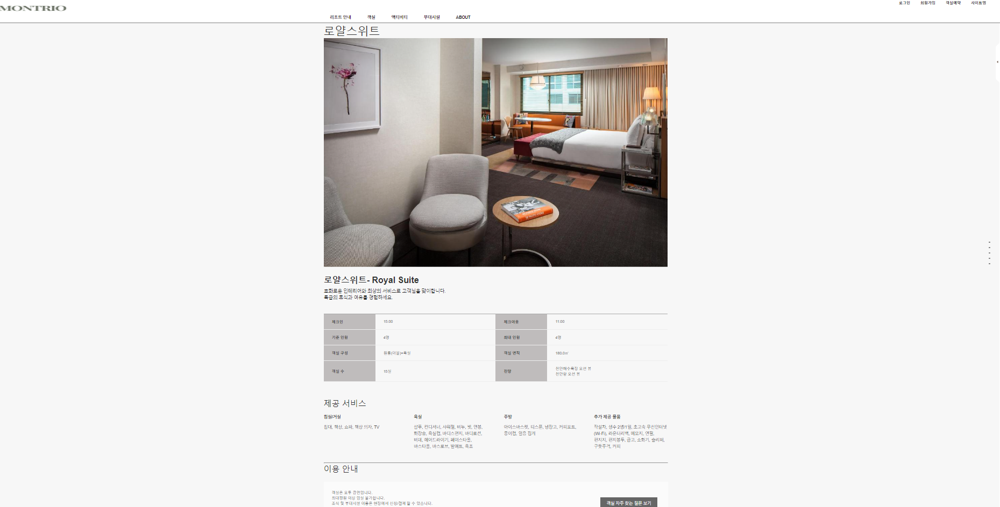 MONTRIO
로그인 회원가입 객실예약 사이트맵
리조트 안내 객실 액티비티 부대시설 ABOUT
로얄스위트
로얄스위트- Royal Suite
호화로운 인테리어와 최상의 서비스로 고객님을 맞이합니다.
특급의 휴식과 여유를 경험하세요.
체크인 15:00 체크아웃 11:00
기준 인원 4명 최대 인원 4명
객실 구성 원룸(더블)+욕실 객실 면적 180.0㎡
객실 수 15실 전망 천안해수욕장 오션 뷰
천안항 오션 뷰
제공 서비스
침실/거실 욕실 주방 추가 제공 물품
침대, 책상, 쇼파, 책상 의자, TV
샴푸, 컨디셔너, 샤워젤, 비누, 빗, 면봉,
화장솜, 욕실컵, 바디스펀지, 바디로션,
비데, 헤어드라이기, 페이스타올,
바스타올, 바스로브, 발매트, 욕조
아이스바스켓, 티스푼, 냉장고, 커피포트,
종이컵, 얼음 집게
작설차, 생수 2병/1일, 초고속 무선인터넷
(Wi-Fi), 라운더리백, 메모지, 연필,
편지지, 편지봉투, 금고, 소화기, 슬리퍼,
구둣주걱, 커피
이용 안내
객실은 모두 금연입니다.
최대정원 이상 입실 불가합니다.
조식 및 부대시설 이용은 현장에서 신청/결제 할 수 있습니다.
객실 자주 찾는 질문 보기